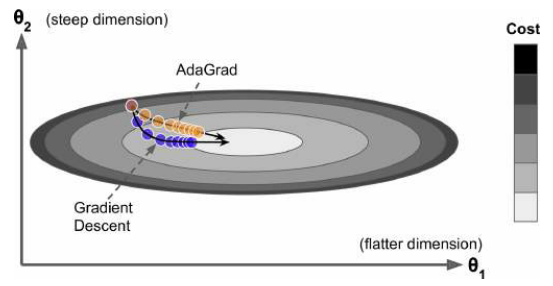 θ2 (steep dimension)
Cost
AdaGrad
Gradient
Descent
(flatter dimension)
θ1